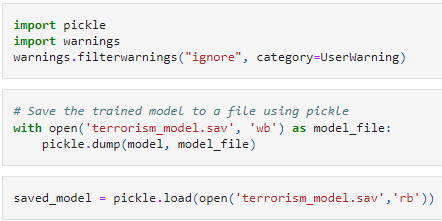 import pickle
import warnings
warnings.filterwarnings("ignore", category=UserWarning)
# Save the trained model to a file using pickle
with open('terrorism_model.sav', 'wb') as model_file:
    pickle.dump(model, model_file)
saved_model = pickle.load(open('terrorism_model.sav','rb'))